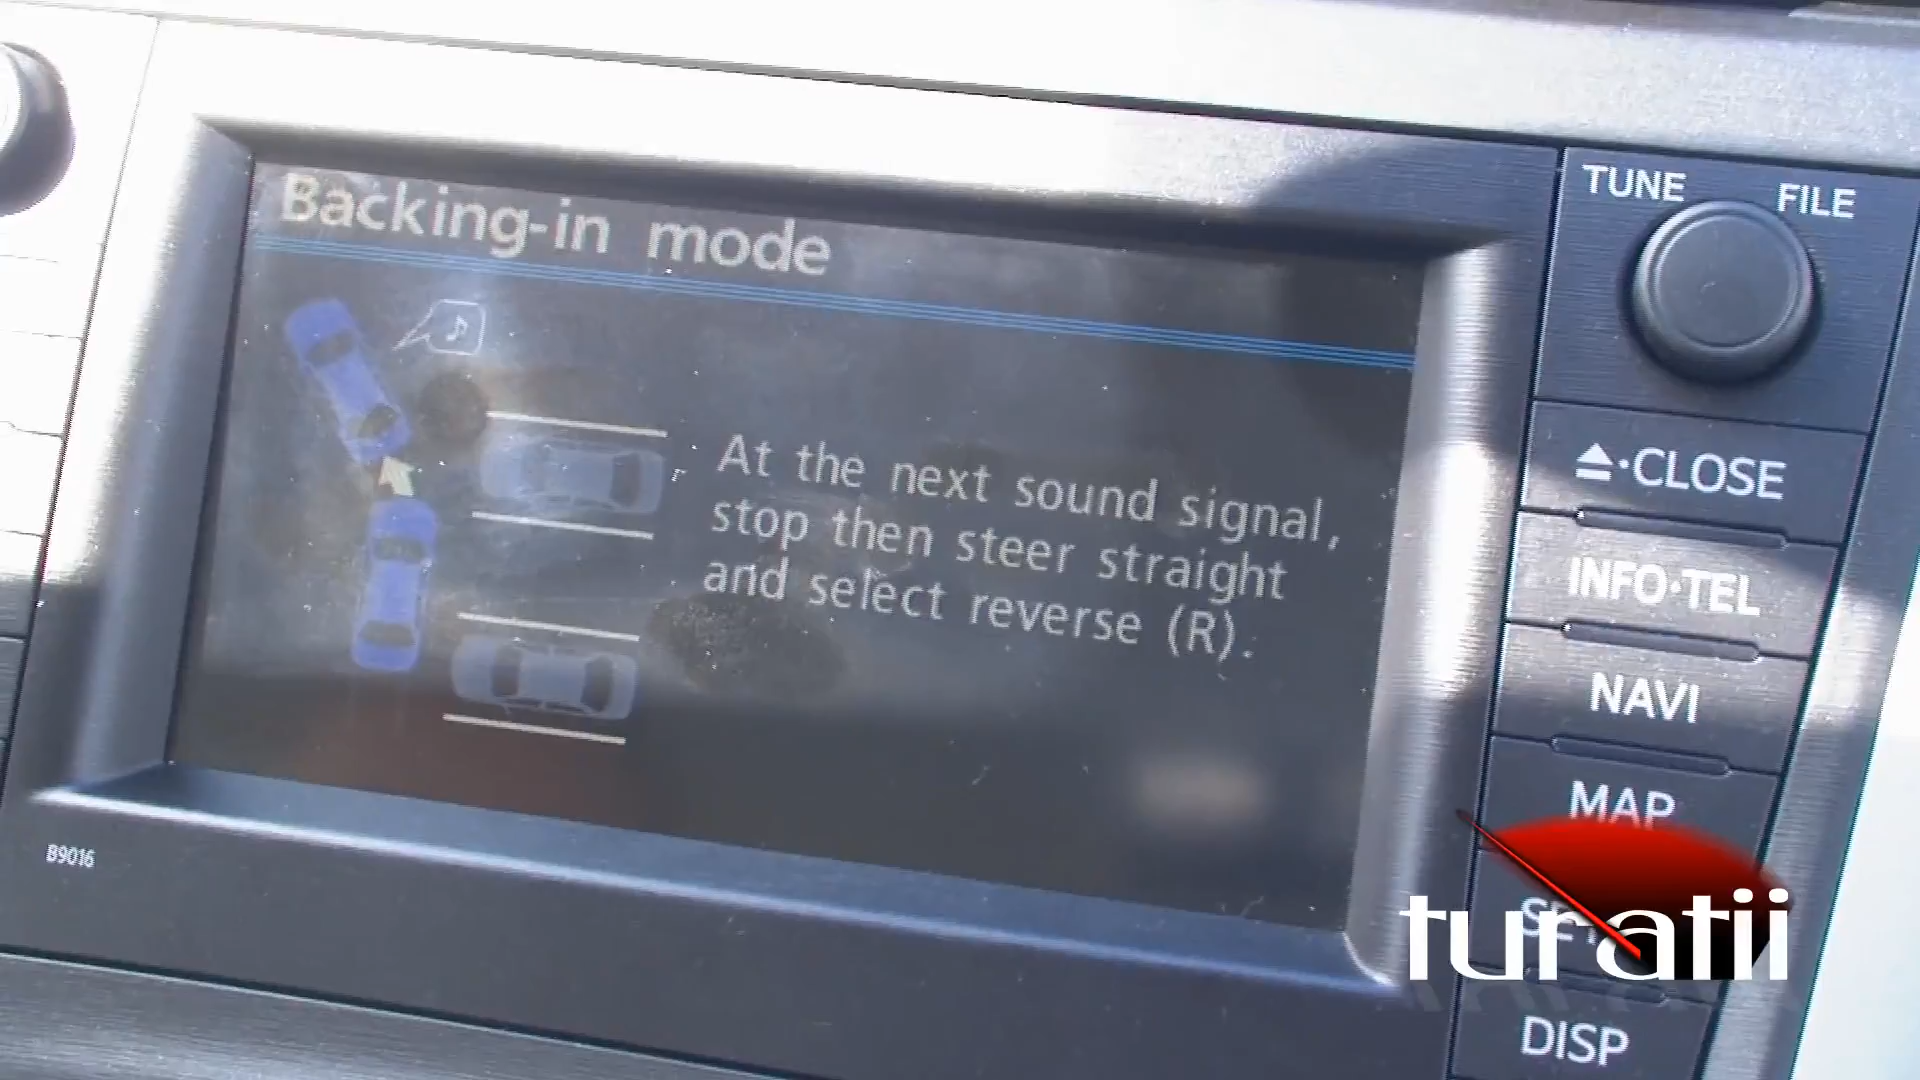 Backing-in mode
At the next sound signal,
stop then steer straight
and select reverse (R).
TUNE FILE
⏏·CLOSE
INFO·TEL
NAVI
MAP
DISP
B9016
turatii